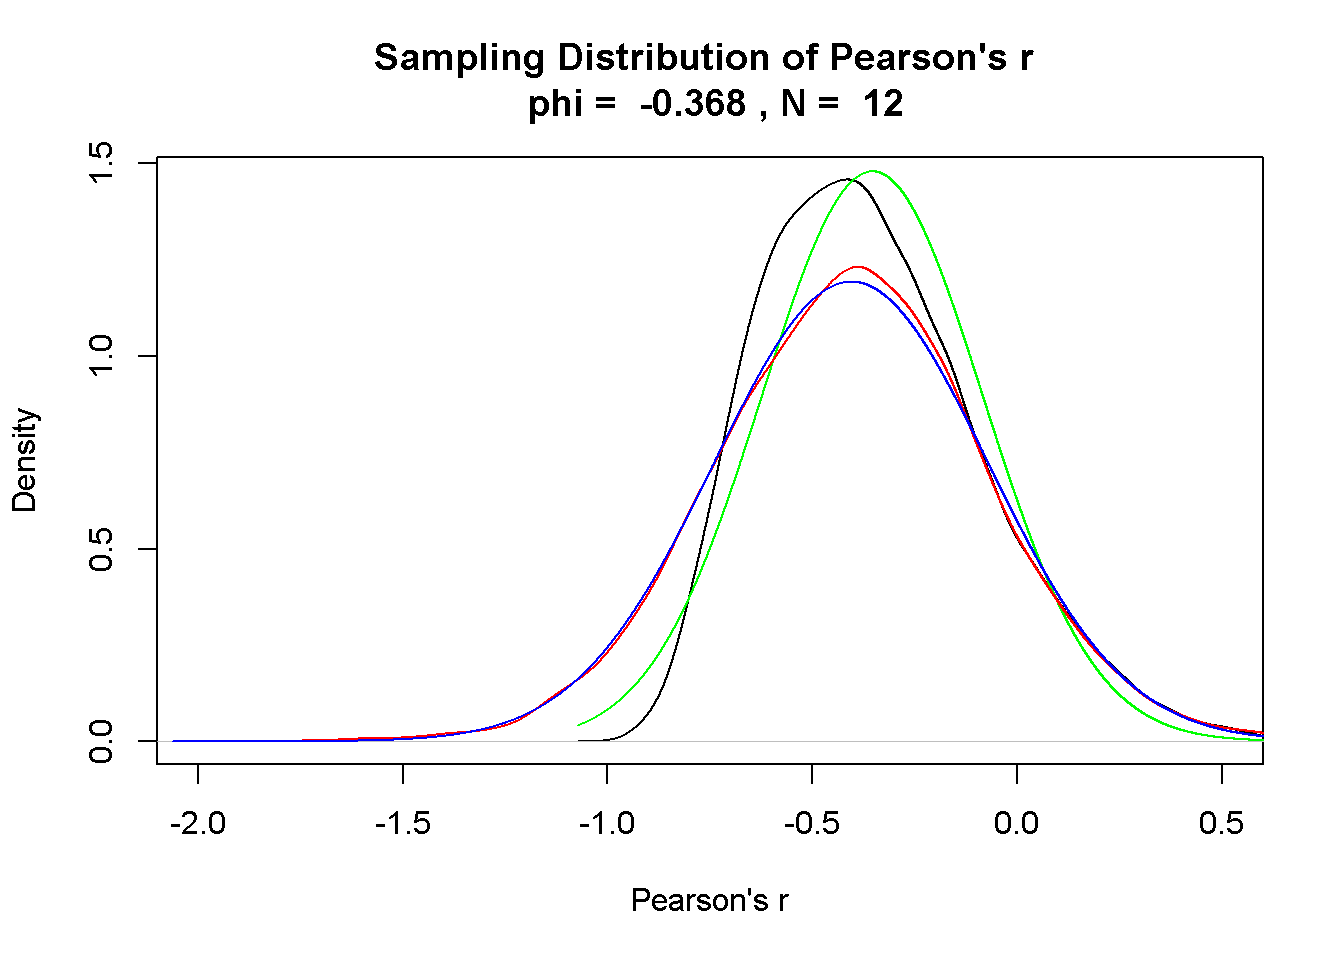 Sampling Distribution of Pearson's r
phi =  -0.368 , N =  12
1.5
1.0
0.5
0.0
Density
-2.0 -1.5 -1.0 -0.5 0.0 0.5
Pearson's r